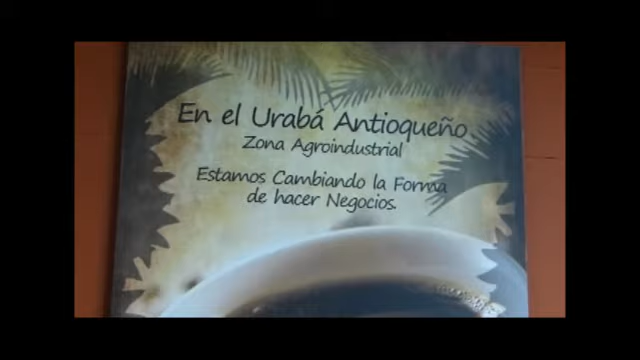 En el Urabá Antioqueño
Zona Agroindustrial
Estamos Cambiando la Forma
de hacer Negocios.